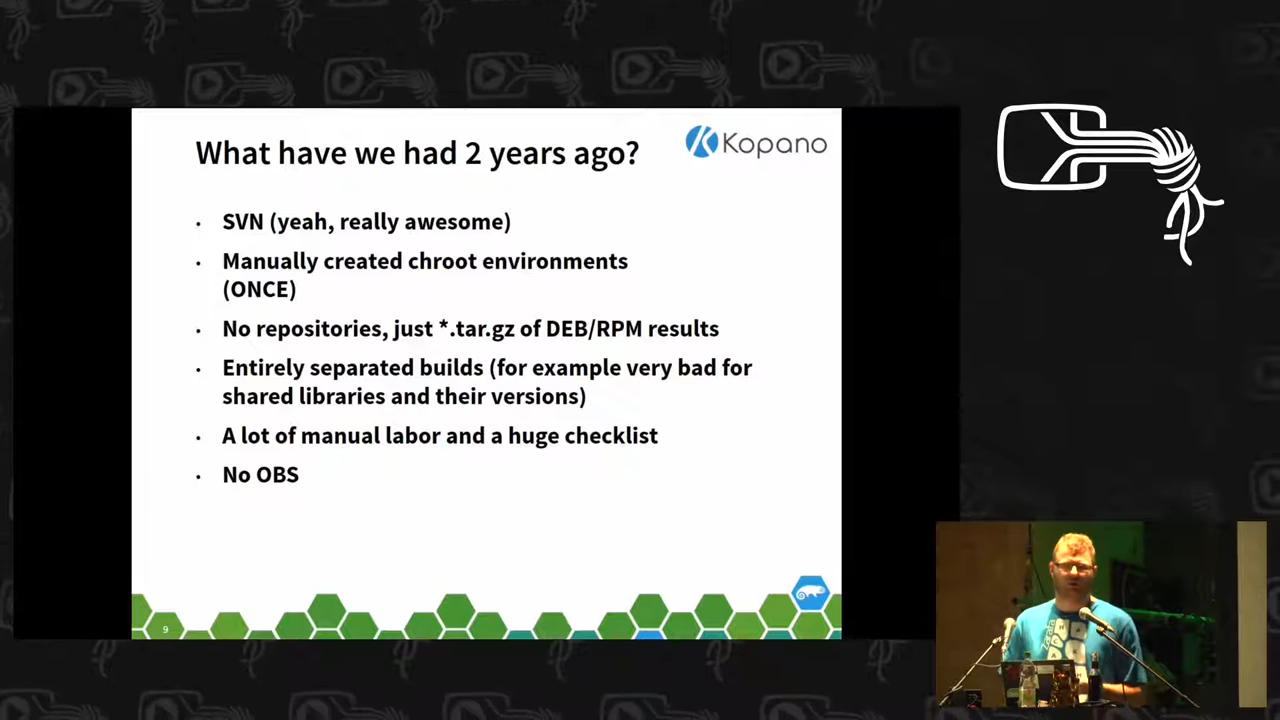 What have we had 2 years ago?
Kopano
• SVN (yeah, really awesome)
• Manually created chroot environments
(ONCE)
• No repositories, just *.tar.gz of DEB/RPM results
• Entirely separated builds (for example very bad for
shared libraries and their versions)
• A lot of manual labor and a huge checklist
• No OBS
9